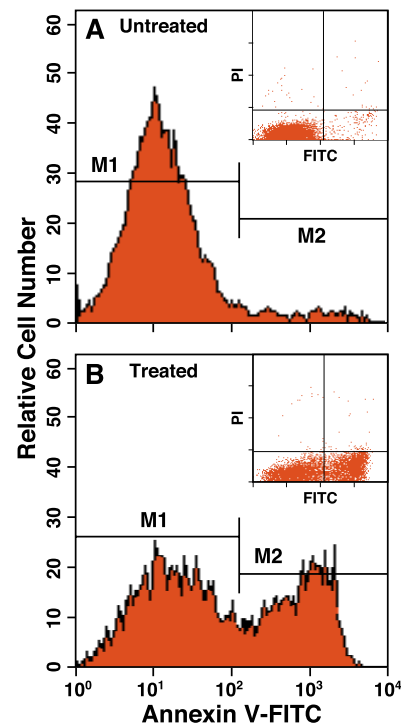 Relative Cell Number
A Untreated
60
50
40
30
20
10
0
M1
M2
PI
FITC
B Treated
60
50
40
30
20
10
0
M1
M2
PI
FITC
10⁰ 10¹ 10² 10³ 10⁴
Annexin V-FITC